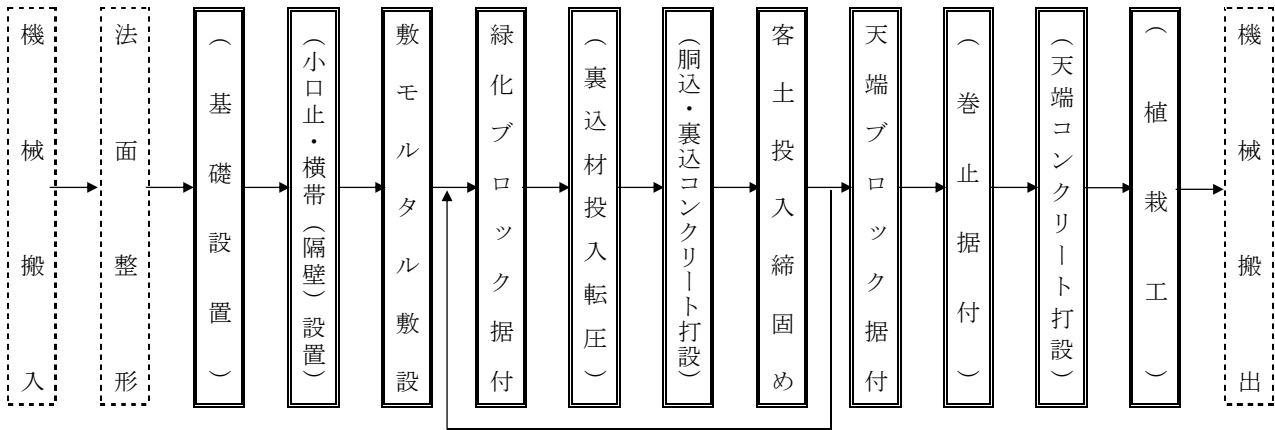 機械搬入
法面整形
（基礎設置）
（小口止・横帯（隔壁）設置）
敷モルタル敷設
緑化ブロック据付
（裏込材投入転圧）
（胴込・裏込コンクリート打設）
客土投入締固め
天端ブロック据付
（巻止据付）
（天端コンクリート打設）
（植栽工）
機械搬出